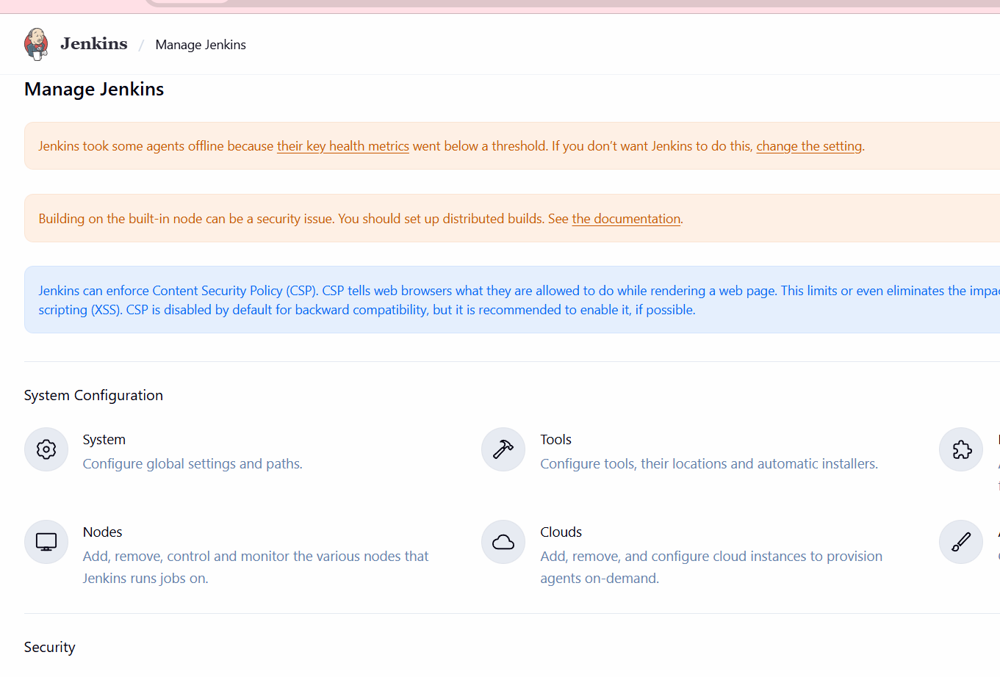 Jenkins / Manage Jenkins
Manage Jenkins
Jenkins took some agents offline because their key health metrics went below a threshold. If you don’t want Jenkins to do this, change the setting.
Building on the built-in node can be a security issue. You should set up distributed builds. See the documentation.
Jenkins can enforce Content Security Policy (CSP). CSP tells web browsers what they are allowed to do while rendering a web page. This limits or even eliminates the
scripting (XSS). CSP is disabled by default for backward compatibility, but it is recommended to enable it, if possible.
System Configuration
System
Configure global settings and paths.
Tools
Configure tools, their locations and automatic installers.
Nodes
Add, remove, control and monitor the various nodes that
Jenkins runs jobs on.
Clouds
Add, remove, and configure cloud instances to provision
agents on-demand.
Security